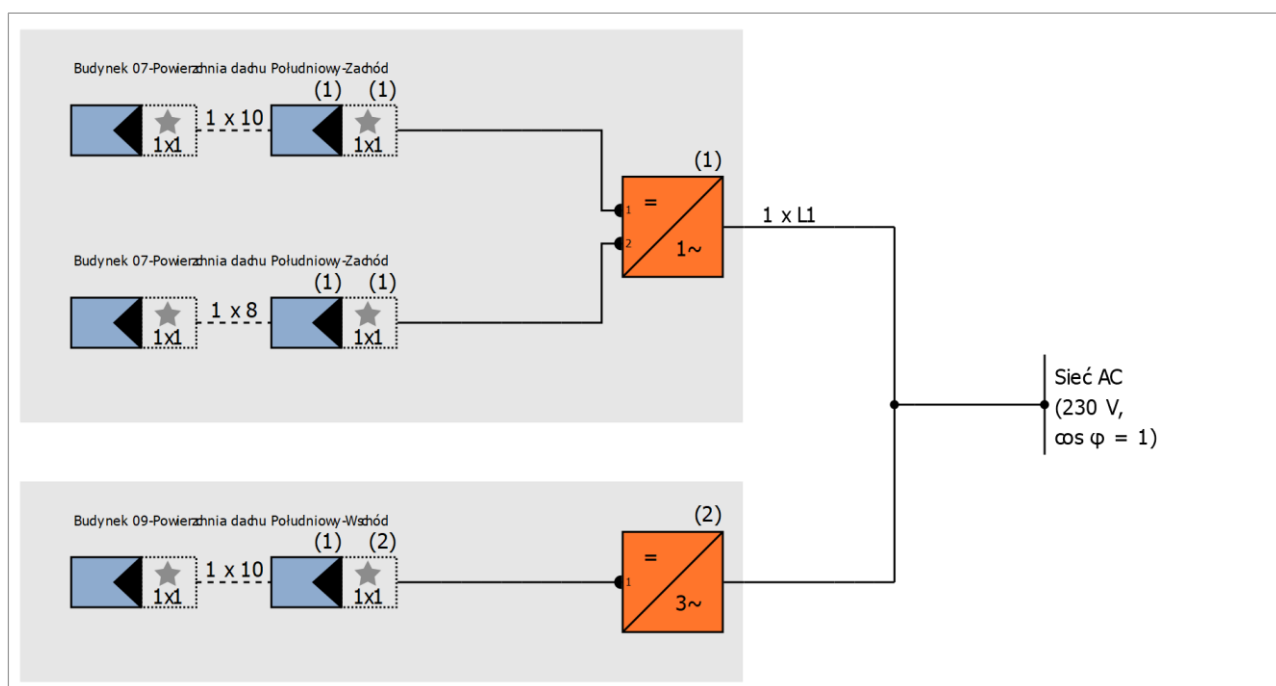 Budynek 07-Powierzchnia dachu Południowy-Zachód
(1) (1)
1 x 10
1x1 1x1
(1)
1
=
1 x L1
2
1~
Budynek 07-Powierzchnia dachu Południowy-Zachód
(1) (1)
1 x 8
1x1 1x1
Sieć AC
(230 V,
cos φ = 1)
Budynek 09-Powierzchnia dachu Południowy-Wschód
(1) (2)
1 x 10
1x1 1x1
(2)
=
1
3~